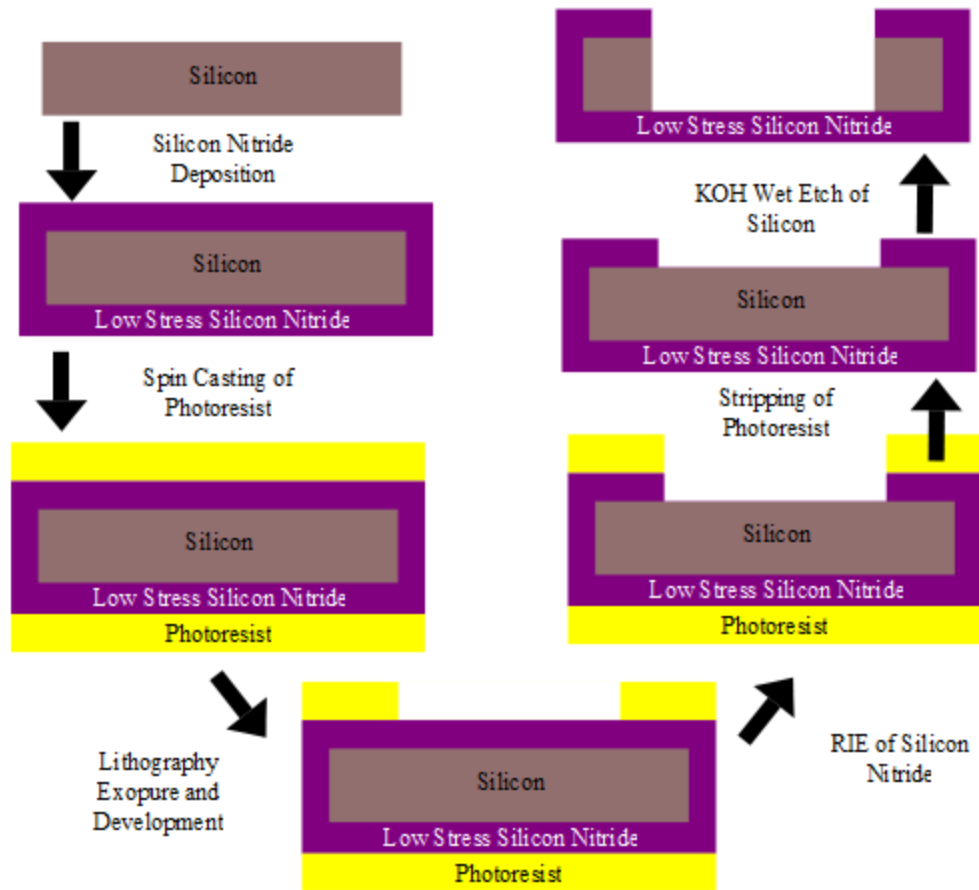 Silicon
Silicon Nitride
Deposition
Silicon
Low Stress Silicon Nitride
Spin Casting of
Photoresist
Silicon
Low Stress Silicon Nitride
Photoresist
Lithography
Exopure and
Development
Silicon
Low Stress Silicon Nitride
Photoresist
RIE of Silicon
Nitride
Silicon
Low Stress Silicon Nitride
Photoresist
Stripping of
Photoresist
Silicon
Low Stress Silicon Nitride
KOH Wet Etch of
Silicon
Low Stress Silicon Nitride